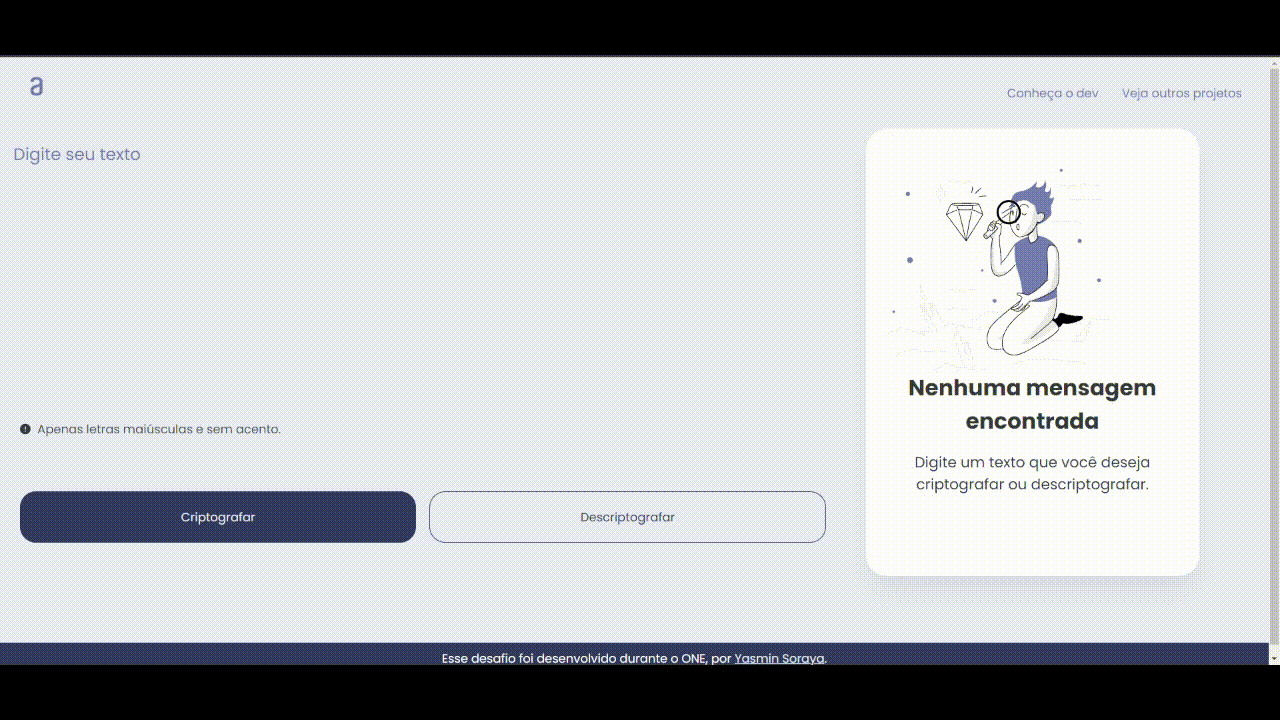 a
Conheça o dev. Veja outros projetos
Digite seu texto
Nenhuma mensagem
encontrada
Digite um texto que você deseja
criptografar ou descriptografar.
Apenas letras maiúsculas e sem acento.
Criptografar
Descriptografar
Esse desafio foi desenvolvido durante o ONE, por Yasmin Soraya.